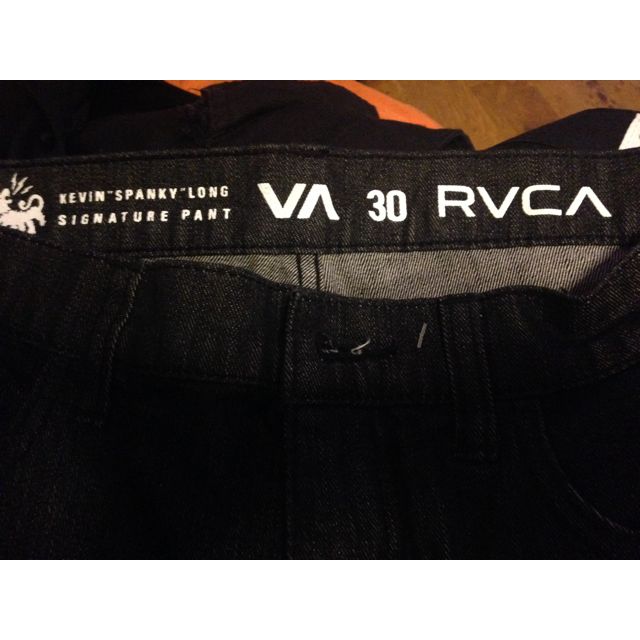 KEVIN "SPANKY" LONG
SIGNATURE PANT
VA 30 RVCA